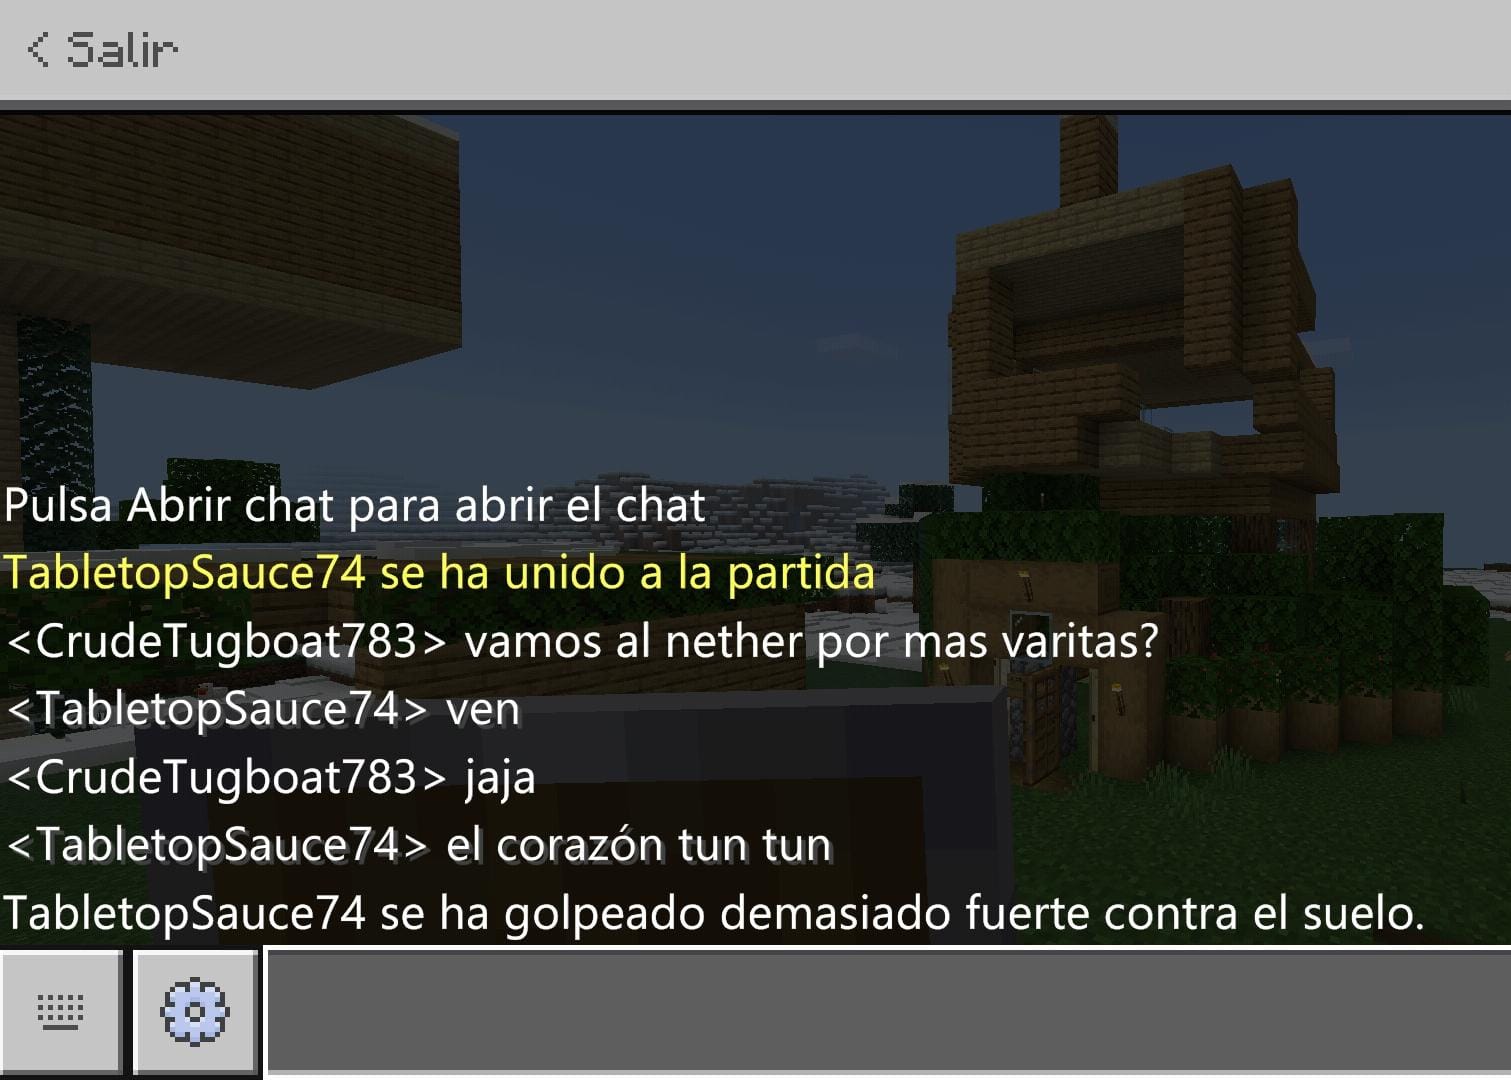 < Salir
Pulsa Abrir chat para abrir el chat
TabletopSauce74 se ha unido a la partida
<CrudeTugboat783> vamos al nether por mas varitas?
<TabletopSauce74> ven
<CrudeTugboat783> jaja
<TabletopSauce74> el corazón tun tun
TabletopSauce74 se ha golpeado demasiado fuerte contra el suelo.